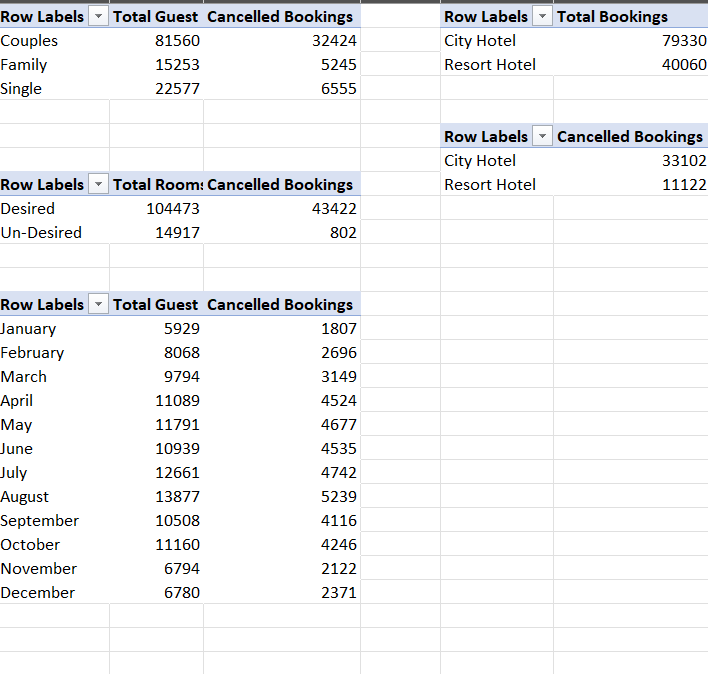 Row Labels Total Guest Cancelled Bookings
Couples 81560 32424
Family 15253 5245
Single 22577 6555
Row Labels Total Rooms Cancelled Bookings
Desired 104473 43422
Un-Desired 14917 802
Row Labels Total Guest Cancelled Bookings
January 5929 1807
February 8068 2696
March 9794 3149
April 11089 4524
May 11791 4677
June 10939 4535
July 12661 4742
August 13877 5239
September 10508 4116
October 11160 4246
November 6794 2122
December 6780 2371
Row Labels Total Bookings
City Hotel 79330
Resort Hotel 40060
Row Labels Cancelled Bookings
City Hotel 33102
Resort Hotel 11122